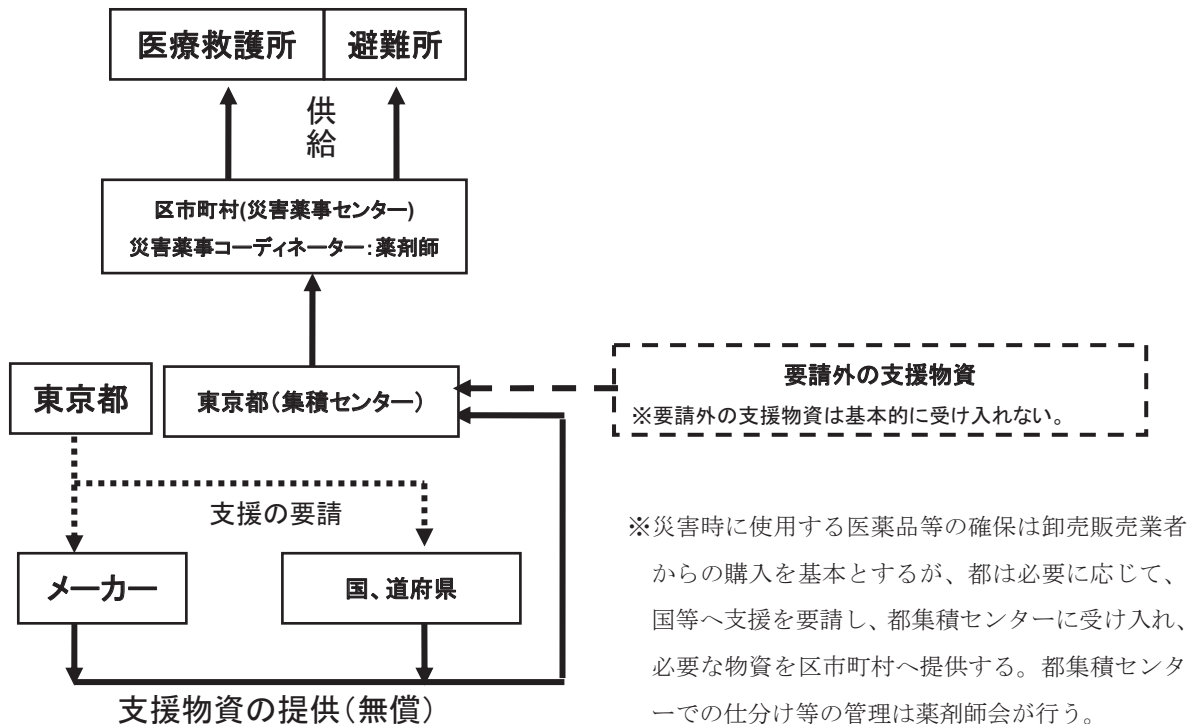 医療救護所
避難所
供給
区市町村(災害薬事センター)
災害薬事コーディネーター:薬剤師
東京都
東京都(集積センター)
要請外の支援物資
※要請外の支援物資は基本的に受け入れない。
支援の要請
メーカー
国、道府県
支援物資の提供(無償)
※災害時に使用する医薬品等の確保は卸売販売業者
からの購入を基本とするが、都は必要に応じて、
国等へ支援を要請し、都集積センターに受け入れ、
必要な物資を区市町村へ提供する。都集積センタ
ーでの仕分け等の管理は薬剤師会が行う。